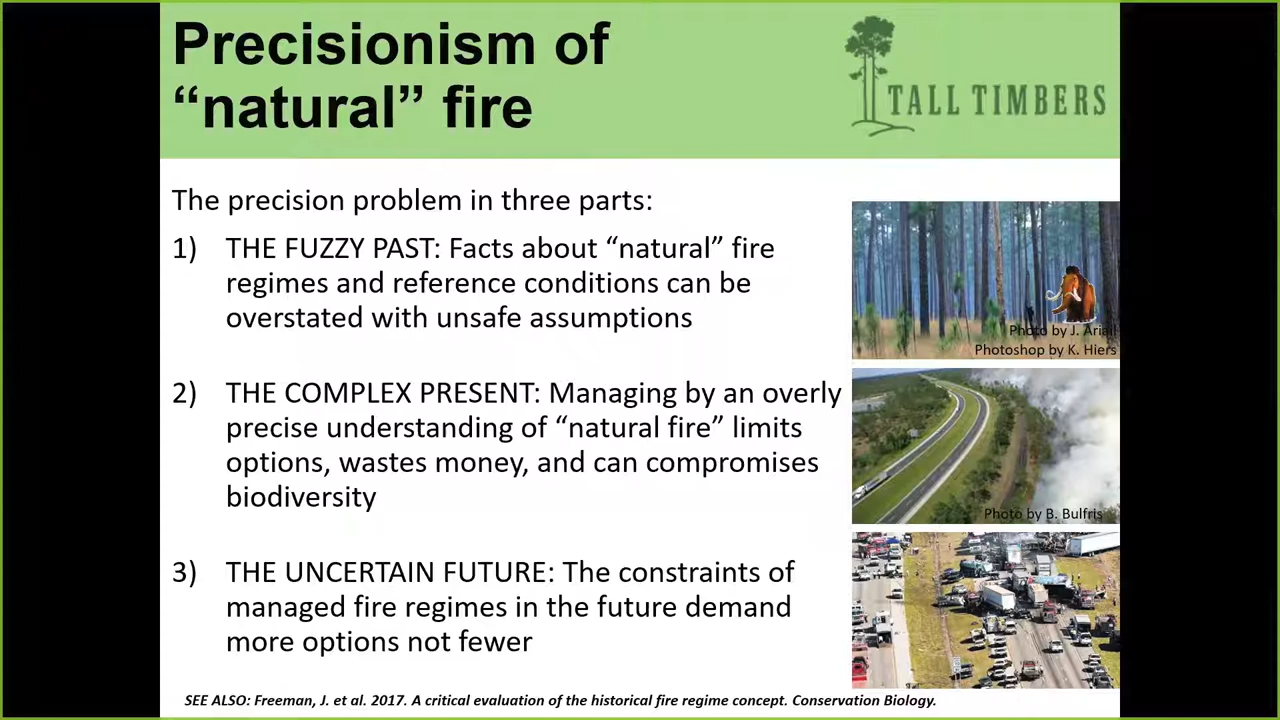 Precisionism of
“natural” fire
TALL TIMBERS
The precision problem in three parts:
1) THE FUZZY PAST: Facts about “natural” fire
regimes and reference conditions can be
overstated with unsafe assumptions
Photo by J. Ariail
Photoshop by K. Hiers
2) THE COMPLEX PRESENT: Managing by an overly
precise understanding of “natural fire” limits
options, wastes money, and can compromises
biodiversity
Photo by B. Bulfris
3) THE UNCERTAIN FUTURE: The constraints of
managed fire regimes in the future demand
more options not fewer
SEE ALSO: Freeman, J. et al. 2017. A critical evaluation of the historical fire regime concept. Conservation Biology.